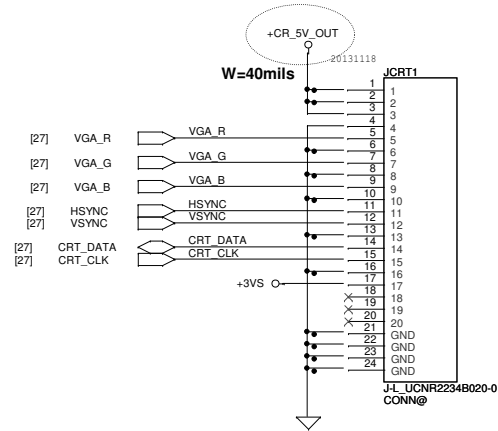 +CR_5V_OUT
20131118
W=40mils
JCRT1
1 1
2 2
3 3
4 4
[27] VGA_R VGA_R 5 5
6 6
[27] VGA_G VGA_G 7 7
8 8
[27] VGA_B VGA_B 9 9
10 10
[27] HSYNC HSYNC 11 11
[27] VSYNC VSYNC 12 12
13 13
[27] CRT_DATA CRT_DATA 14 14
[27] CRT_CLK CRT_CLK 15 15
16 16
+3VS 17 17
18 18
19 19
20 20
21 GND
22 GND
23 GND
24 GND
J-L_UCNR2234B020-0
CONN@